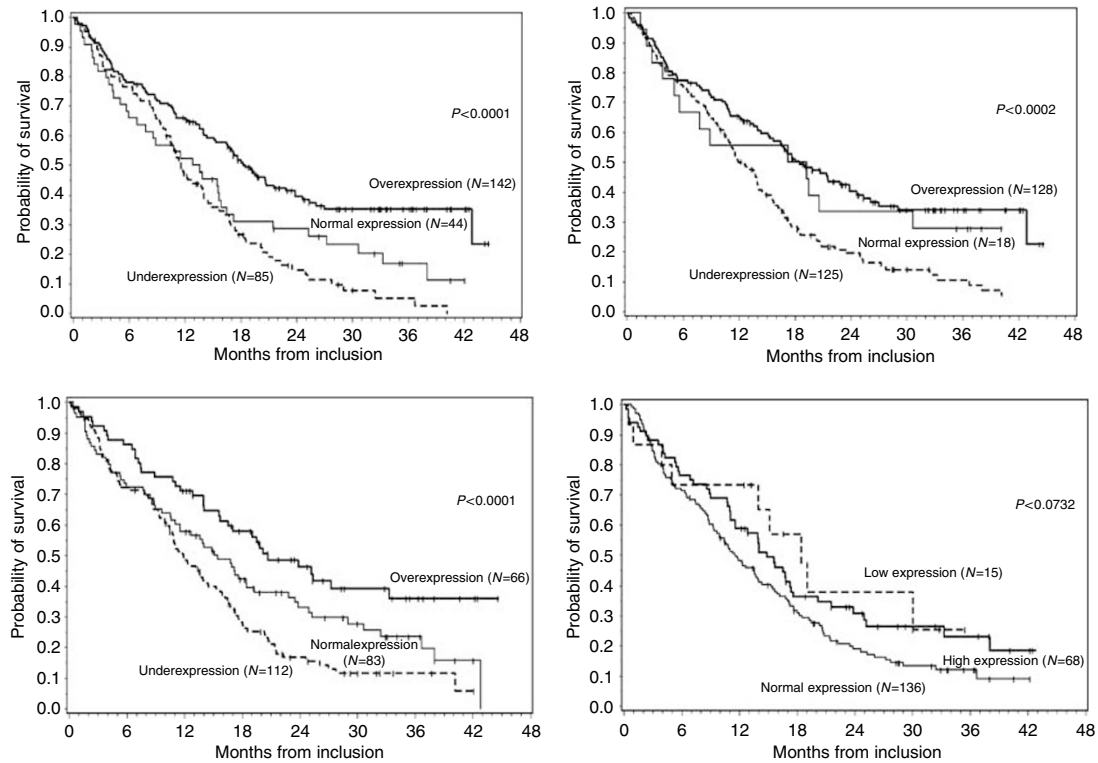 1.0
0.9
0.8
0.7
0.6
0.5
0.4
0.3
0.2
0.1
0.0
Probability of survival
P<0.0001
Overexpression (N=142)
Normal expression (N=44)
Underexpression (N=85)
0 6 12 18 24 30 36 42 48
Months from inclusion
1.0
0.9
0.8
0.7
0.6
0.5
0.4
0.3
0.2
0.1
0.0
Probability of survival
P<0.0002
Overexpression (N=128)
Normal expression (N=18)
Underexpression (N=125)
0 6 12 18 24 30 36 42 48
Months from inclusion
1.0
0.9
0.8
0.7
0.6
0.5
0.4
0.3
0.2
0.1
0.0
Probability of survival
P<0.0001
Overexpression (N=66)
Normalexpression
(N=83)
Underexpression (N=112)
0 6 12 18 24 30 36 42 48
Months from inclusion
1.0
0.9
0.8
0.7
0.6
0.5
0.4
0.3
0.2
0.1
0.0
Probability of survival
P<0.0732
Low expression (N=15)
High expression (N=68)
Normal expression (N=136)
0 6 12 18 24 30 36 42 48
Months from inclusion